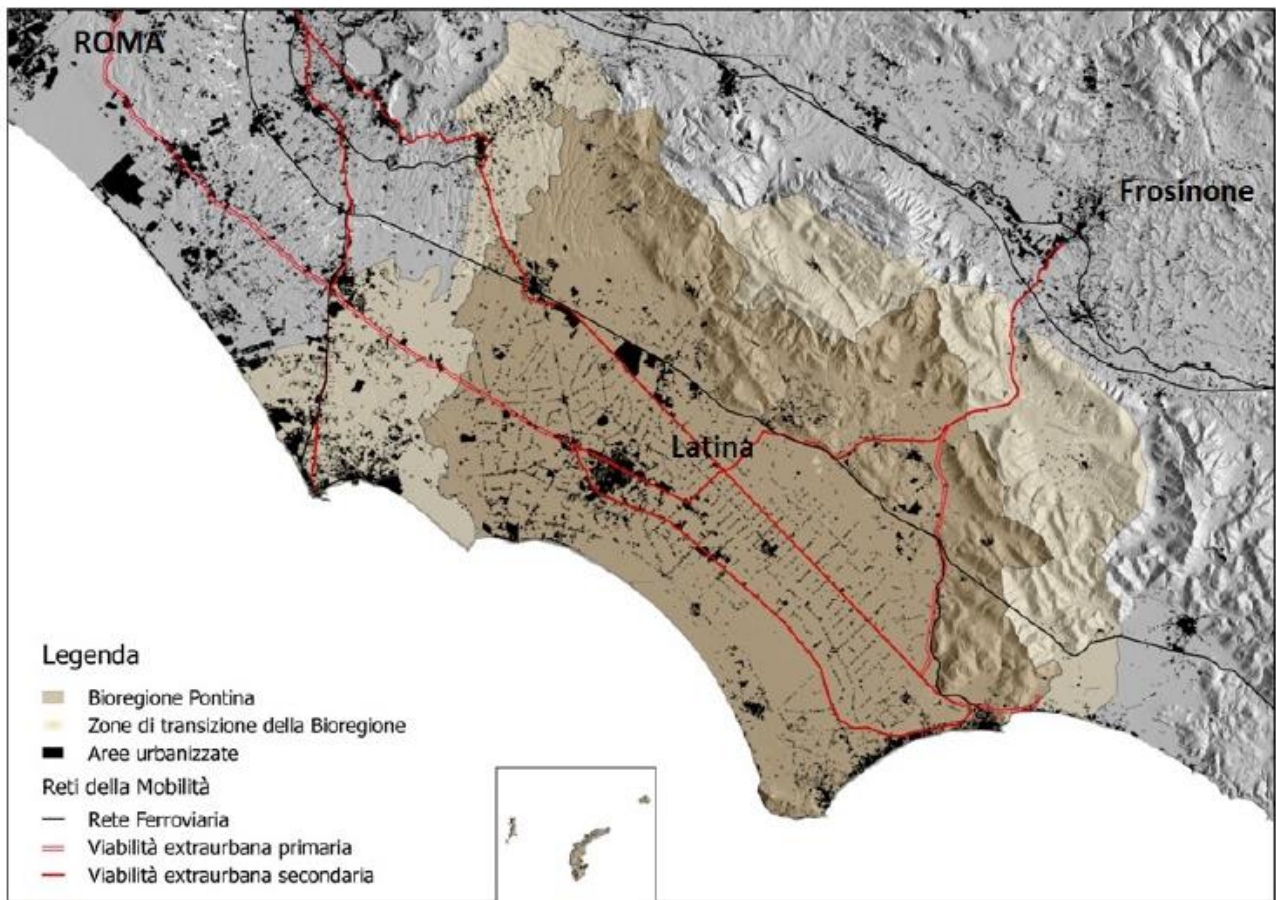 ROMA
Frosinone
Latina
Legenda
Bioregione Pontina
Zone di transizione della Bioregione
Aree urbanizzate
Reti della Mobilità
Rete Ferroviaria
Viabilità extraurbana primaria
Viabilità extraurbana secondaria